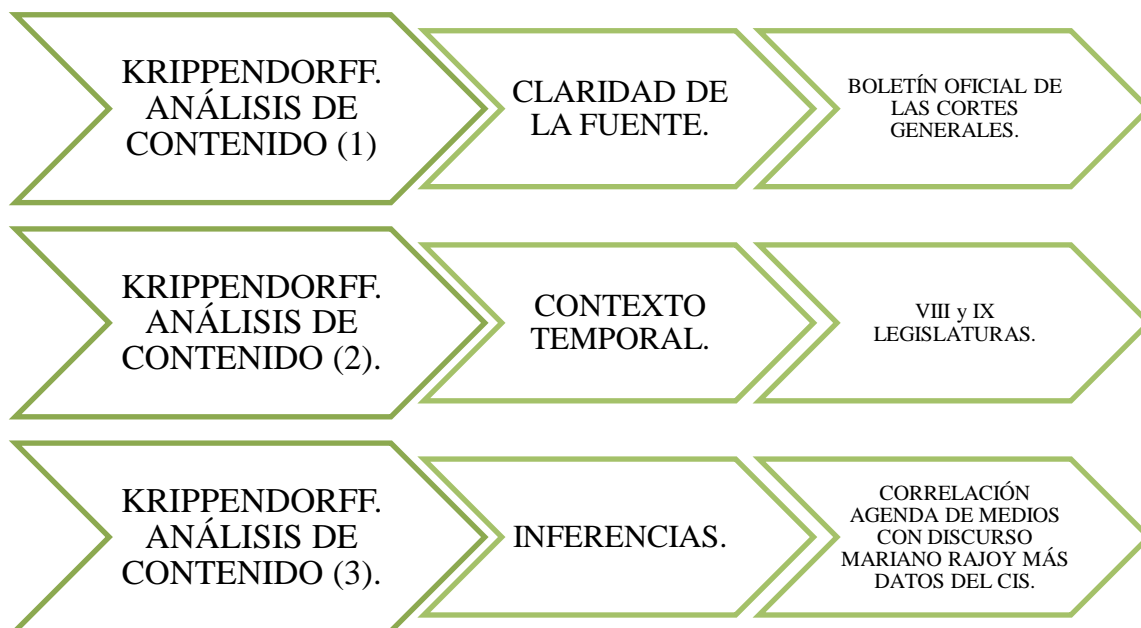 KRIPPENDORFF.
ANÁLISIS DE
CONTENIDO (1)
CLARIDAD DE
LA FUENTE.
BOLETÍN OFICIAL DE
LAS CORTES
GENERALES.
KRIPPENDORFF.
ANÁLISIS DE
CONTENIDO (2).
CONTEXTO
TEMPORAL.
VIII y IX
LEGISLATURAS.
KRIPPENDORFF.
ANÁLISIS DE
CONTENIDO (3).
INFERENCIAS.
CORRELACIÓN
AGENDA DE MEDIOS
CON DISCURSO
MARIANO RAJOY MÁS
DATOS DEL CIS.